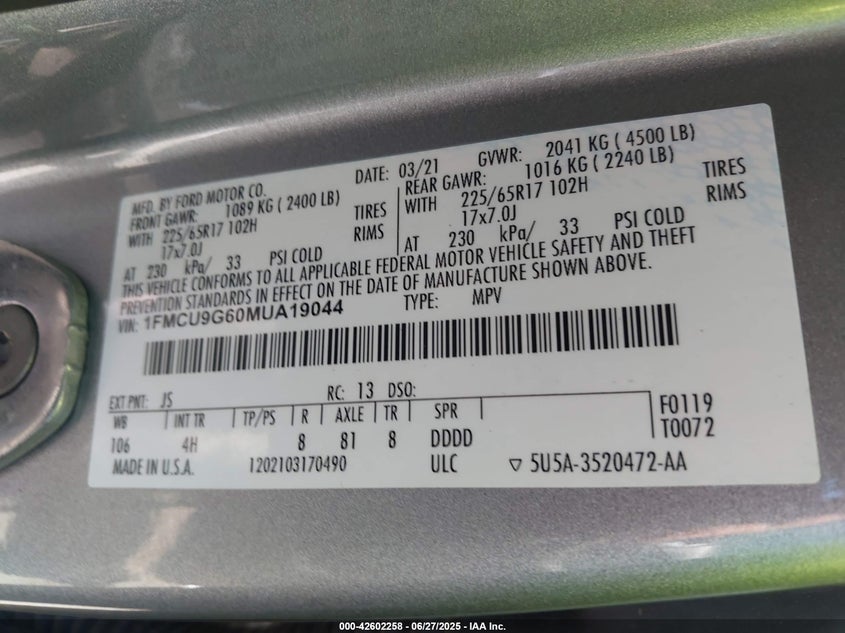 MFD. BY FORD MOTOR CO. DATE: 03/21 GVWR: 2041 KG ( 4500 LB)
FRONT GAWR: 1089 KG ( 2400 LB) REAR GAWR: 1016 KG ( 2240 LB)
WITH 225/65R17 102H TIRES WITH 225/65R17 102H TIRES
17x7.0J RIMS 17x7.0J RIMS
AT 230 kPa/ 33 PSI COLD AT 230 kPa/ 33 PSI COLD
THIS VEHICLE CONFORMS TO ALL APPLICABLE FEDERAL MOTOR VEHICLE SAFETY AND THEFT
PREVENTION STANDARDS IN EFFECT ON THE DATE OF MANUFACTURE SHOWN ABOVE.
VIN: 1FMCU9G60MUA19044 TYPE: MPV
EXT PNT: JS RC: 13 DSO:
WB INT TR TP/PS R AXLE TR SPR F0119
106 4H 8 81 8 DDDD T0072
MADE IN U.S.A. 1202103170490 ULC ▽ 5U5A-3520472-AA
000-42602258 - 06/27/2025 - IAA Inc.